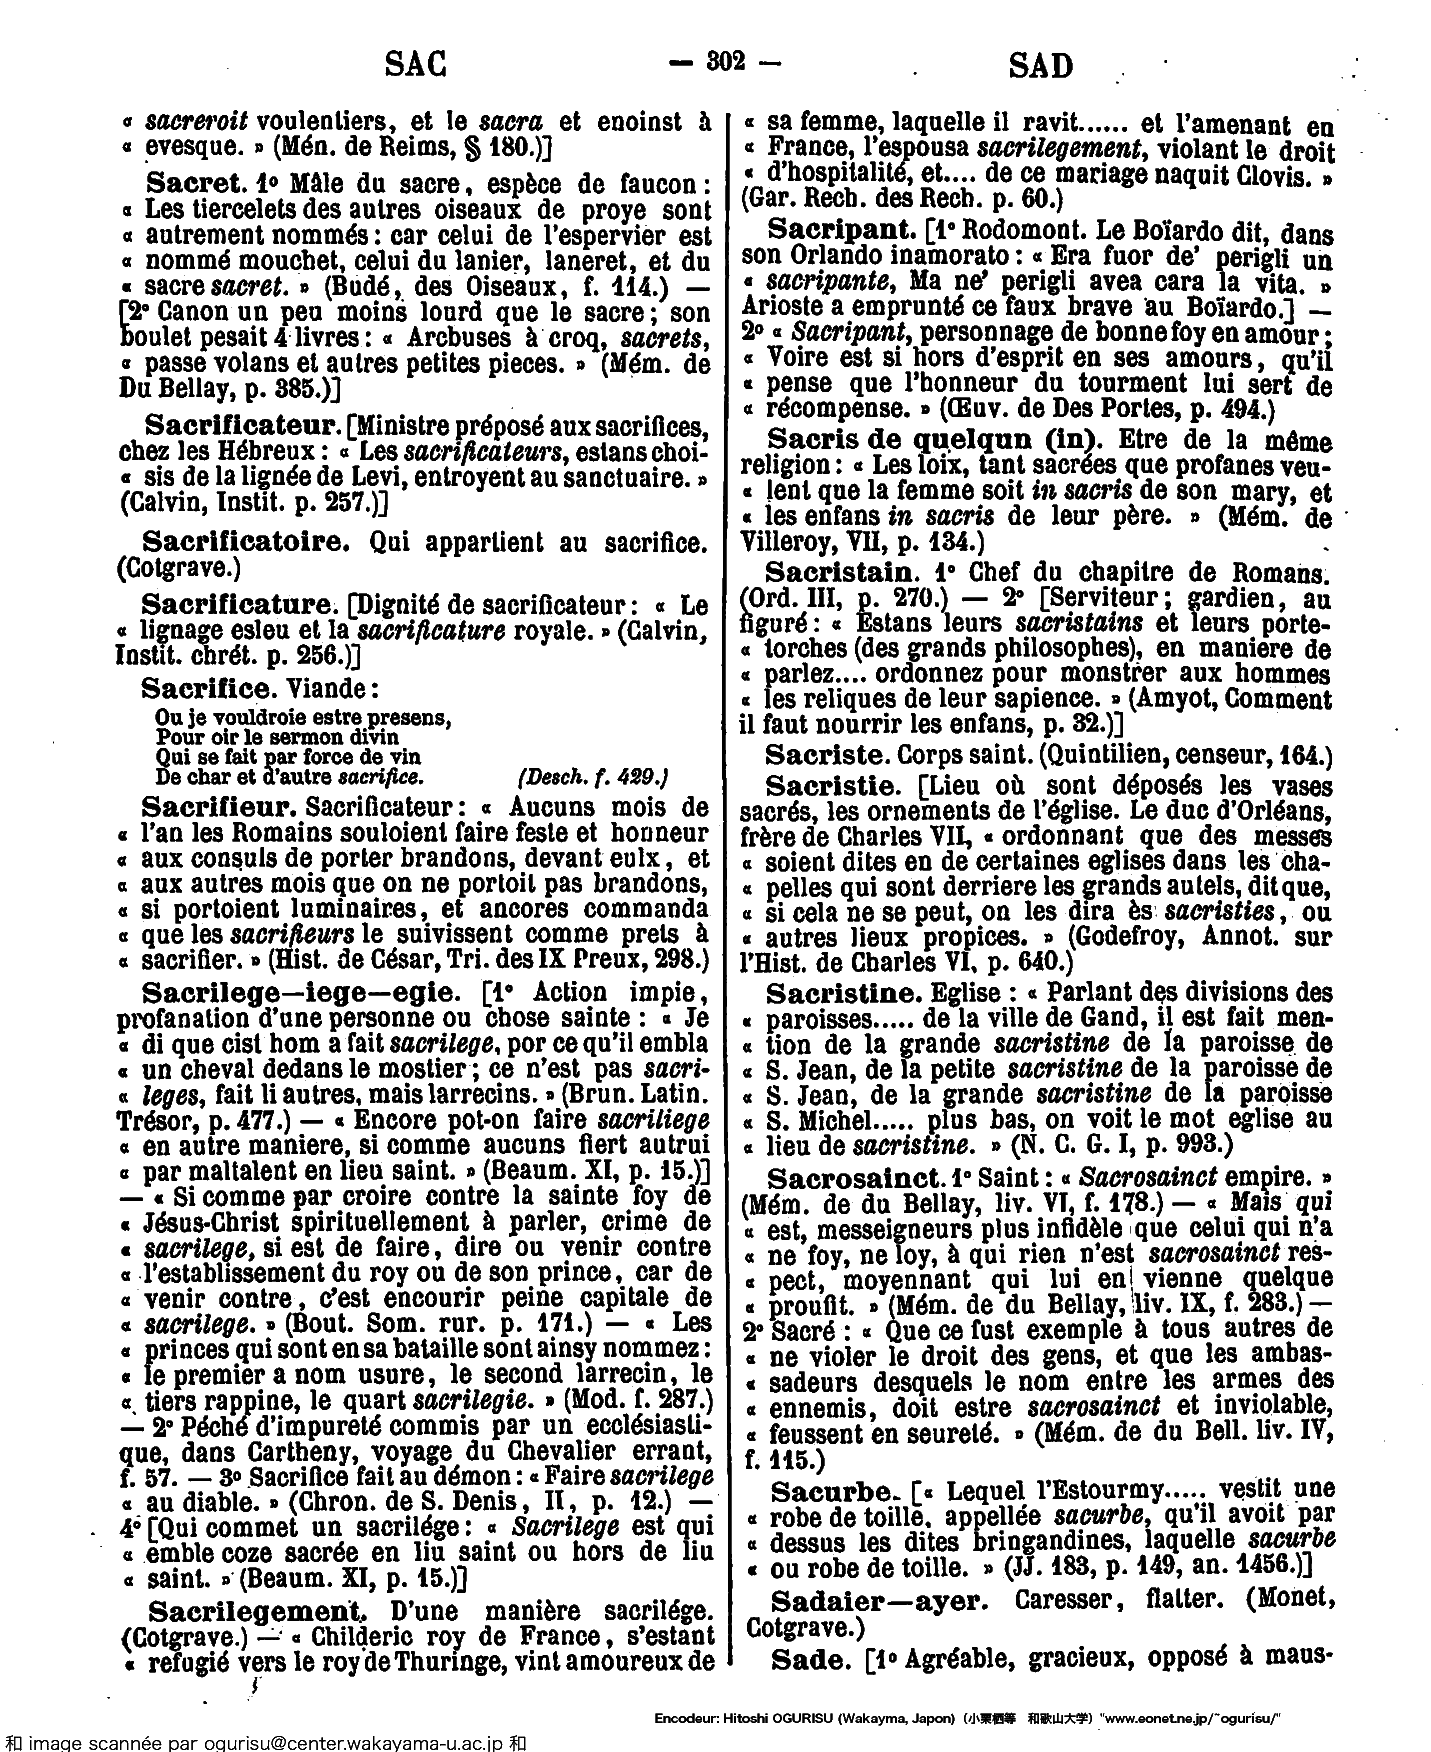 SAC — 302 — SAD
« sacreroit voulentiers, et le sacra et enoinst à
« evesque. » (Mén. de Reims, § 180.)]
Sacret. 1º Mâle du sacre, espèce de faucon :
« Les tiercelets des autres oiseaux de proye sont
« autrement nommés : car celui de l'espervier est
« nommé mouchet, celui du lanier, laneret, et du
« sacre sacret. » (Budé, des Oiseaux, f. 114.) —
[2º Canon un peu moins lourd que le sacre ; son
boulet pesait 4 livres : « Arcbuses à croq, sacrets,
« passe volans et autres petites pieces. » (Mém. de
Du Bellay, p. 385.)]
Sacrificateur. [Ministre préposé aux sacrifices,
chez les Hébreux : « Les sacrificateurs, estans choi-
« sis de la lignée de Levi, entroyent au sanctuaire. »
(Calvin, Instit. p. 257.)]
Sacrificatoire. Qui appartient au sacrifice.
(Cotgrave.)
Sacrificature. [Dignité de sacrificateur : « Le
« lignage esleu et la sacrificature royale. » (Calvin,
Instit. chrét. p. 256.)]
Sacrifice. Viande :
Ou je vouldroie estre presens,
Pour oir le sermon divin
Qui se fait par force de vin
De char et d'autre sacrifice. (Desch. f. 429.)
Sacrifieur. Sacrificateur : « Aucuns mois de
« l'an les Romains souloient faire feste et honneur
« aux consuls de porter brandons, devant eulx, et
« aux autres mois que on ne portoit pas brandons,
« si portoient luminaires, et ancores commanda
« que les sacrifieurs le suivissent comme prets à
« sacrifier. » (Hist. de César, Tri. des IX Preux, 298.)
Sacrilege—iege—egie. [1º Action impie,
profanation d'une personne ou chose sainte : « Je
« di que cist hom a fait sacrilege, por ce qu'il embla
« un cheval dedans le mostier ; ce n'est pas sacri-
« leges, fait li autres, mais larrecins. » (Brun. Latin.
Trésor, p. 477.) — « Encore pot-on faire sacriliege
« en autre maniere, si comme aucuns fiert autrui
« par maltalent en lieu saint. » (Beaum. XI, p. 15.)]
— « Si comme par croire contre la sainte foy de
« Jésus-Christ spirituellement à parler, crime de
« sacrilege, si est de faire, dire ou venir contre
« l'establissement du roy ou de son prince, car de
« venir contre, c'est encourir peine capitale de
« sacrilege. » (Bout. Som. rur. p. 171.) — « Les
« princes qui sont en sa bataille sont ainsy nommez :
« le premier a nom usure, le second larrecin, le
« tiers rappine, le quart sacrilegie. » (Mod. f. 287.)
— 2º Péché d'impureté commis par un ecclésiasti-
que, dans Cartheny, voyage du Chevalier errant,
f. 57. — 3º Sacrifice fait au démon : « Faire sacrilege
« au diable. » (Chron. de S. Denis, II, p. 12.) —
4º [Qui commet un sacrilége : « Sacrilege est qui
« emble coze sacrée en liu saint ou hors de liu
« saint. » (Beaum. XI, p. 15.)]
Sacrilegement. D'une manière sacrilége.
(Cotgrave.) — « Childeric roy de France, s'estant
« refugié vers le roy de Thuringe, vint amoureux de
« sa femme, laquelle il ravit...... et l'amenant en
« France, l'espousa sacrilegement, violant le droit
« d'hospitalité, et.... de ce mariage naquit Clovis. »
(Gar. Rech. des Rech. p. 60.)
Sacripant. [1º Rodomont. Le Boïardo dit, dans
son Orlando inamorato : « Era fuor de' perigli un
« sacripante, Ma ne' perigli avea cara la vita. »
Arioste a emprunté ce faux brave au Boïardo.] —
2º « Sacripant, personnage de bonne foy en amour ;
« Voire est si hors d'esprit en ses amours, qu'il
« pense que l'honneur du tourment lui sert de
« récompense. » (Œuv. de Des Portes, p. 494.)
Sacris de quelqun (in). Etre de la même
religion : « Les loix, tant sacrées que profanes veu-
« lent que la femme soit in sacris de son mary, et
« les enfans in sacris de leur père. » (Mém. de
Villeroy, VII, p. 134.)
Sacristain. 1º Chef du chapitre de Romans.
(Ord. III, p. 270.) — 2º [Serviteur ; gardien, au
figuré : « Estans leurs sacristains et leurs porte-
« torches (des grands philosophes), en maniere de
« parlez.... ordonnez pour monstrer aux hommes
« les reliques de leur sapience. » (Amyot, Comment
il faut nourrir les enfans, p. 32.)]
Sacriste. Corps saint. (Quintilien, censeur, 164.)
Sacristie. [Lieu où sont déposés les vases
sacrés, les ornements de l'église. Le duc d'Orléans,
frère de Charles VII, « ordonnant que des messes
« soient dites en de certaines eglises dans les cha-
« pelles qui sont derriere les grands autels, dit que,
« si cela ne se peut, on les dira ès sacristies, ou
« autres lieux propices. » (Godefroy, Annot. sur
l'Hist. de Charles VI, p. 640.)
Sacristine. Eglise : « Parlant des divisions des
« paroisses..... de la ville de Gand, il est fait men-
« tion de la grande sacristine de la paroisse de
« S. Jean, de la petite sacristine de la paroisse de
« S. Jean, de la grande sacristine de la paroisse
« S. Michel..... plus bas, on voit le mot eglise au
« lieu de sacristine. » (N. C. G. I, p. 993.)
Sacrosainct. 1º Saint : « Sacrosainct empire. »
(Mém. de du Bellay, liv. VI, f. 178.) — « Mais qui
« est, messeigneurs plus infidèle que celui qui n'a
« ne foy, ne loy, à qui rien n'est sacrosainct res-
« pect, moyennant qui lui en vienne quelque
« proufit. » (Mém. de du Bellay, liv. IX, f. 283.) —
2º Sacré : « Que ce fust exemple à tous autres de
« ne violer le droit des gens, et que les ambas-
« sadeurs desquels le nom entre les armes des
« ennemis, doit estre sacrosainct et inviolable,
« feussent en seureté. » (Mém. de du Bell. liv. IV,
f. 115.)
Sacurbe. [« Lequel l'Estourmy..... vestit une
« robe de toille, appellée sacurbe, qu'il avoit par
« dessus les dites bringandines, laquelle sacurbe
« ou robe de toille. » (JJ. 183, p. 149, an. 1456.)]
Sadaier—ayer. Caresser, flatter. (Monet,
Cotgrave.)
Sade. [1º Agréable, gracieux, opposé à maus-
Encodeur: Hitoshi OGURISU (Wakayma, Japon) (小栗栖等 和歌山大学) "www.eonet.ne.jp/~ogurisu/"
和 image scannée par ogurisu@center.wakayama-u.ac.jp 和